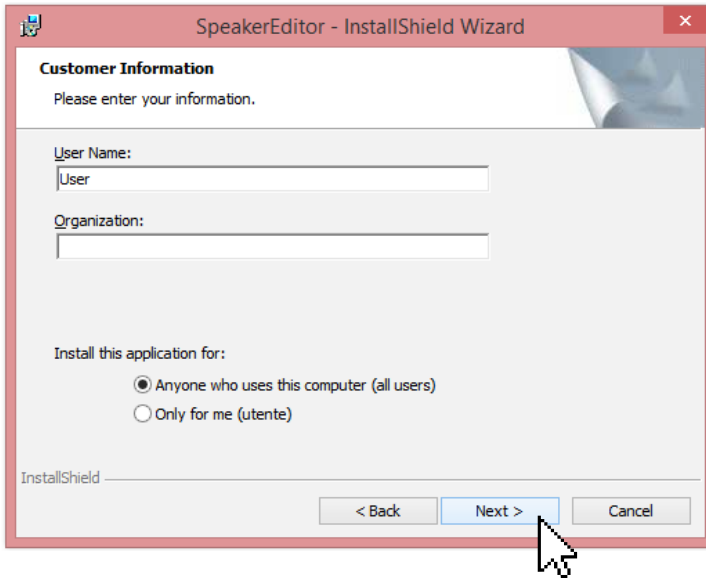 SpeakerEditor - InstallShield Wizard
Customer Information
Please enter your information.
User Name:
User
Organization:
Install this application for:
Anyone who uses this computer (all users)
Only for me (utente)
InstallShield
< Back Next > Cancel